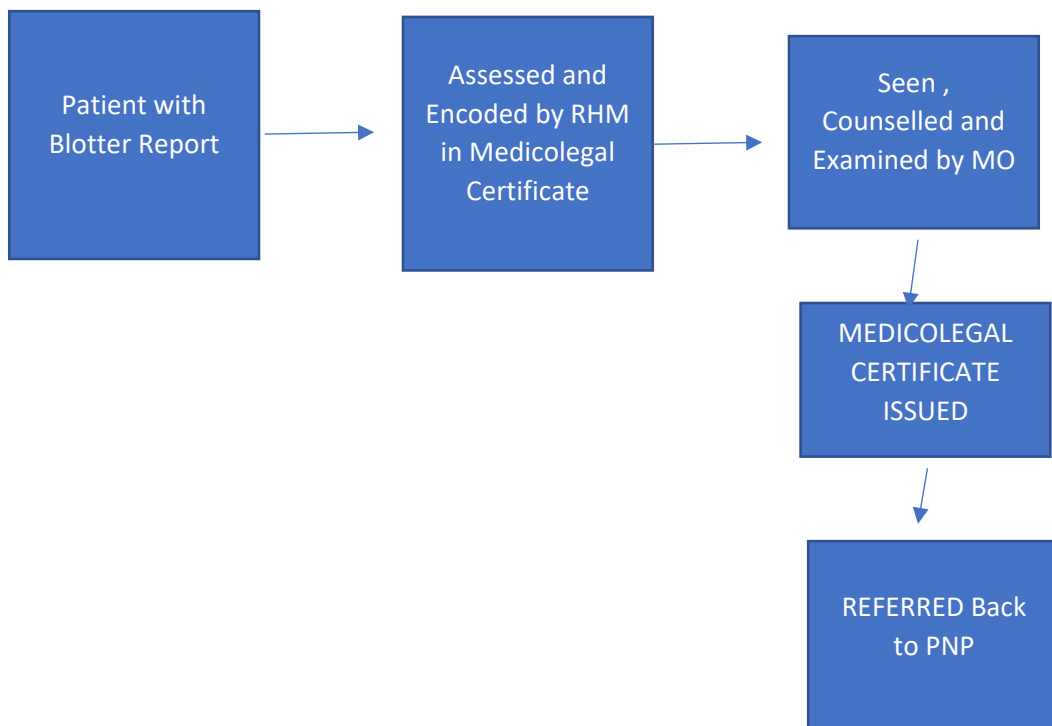 Patient with
Blotter Report
Assessed and
Encoded by RHM
in Medicolegal
Certificate
Seen ,
Counselled and
Examined by MO
MEDICOLEGAL
CERTIFICATE
ISSUED
REFERRED Back
to PNP